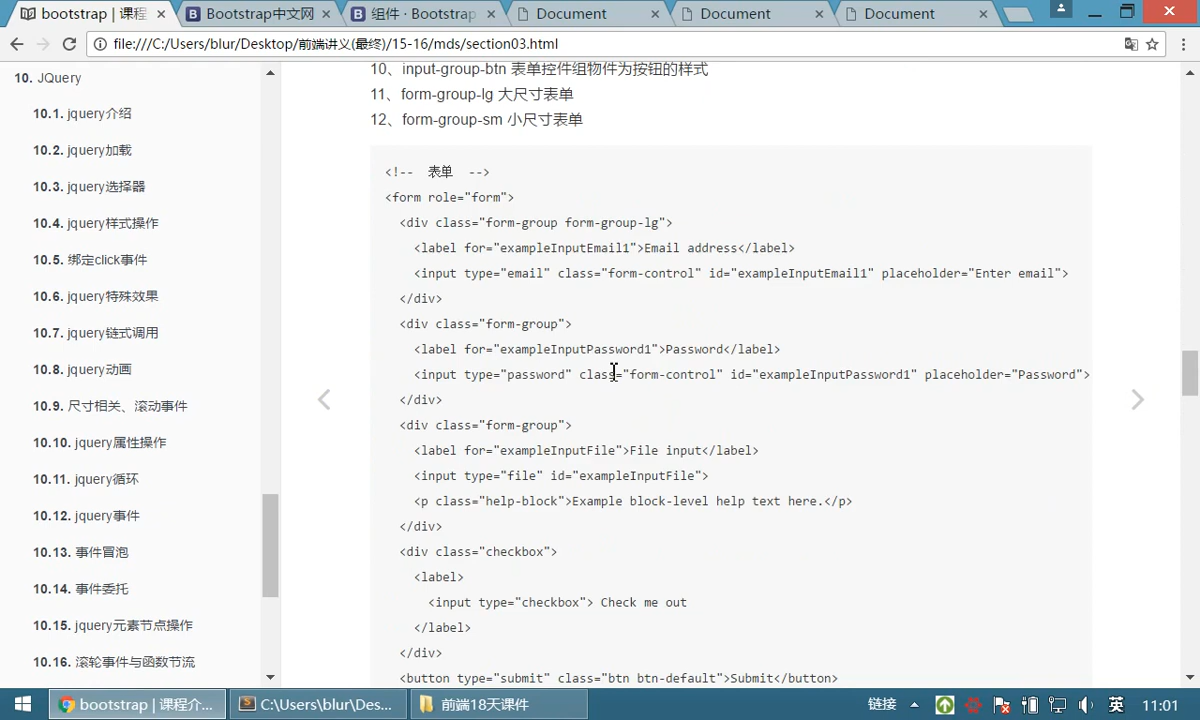 bootstrap | 课程
Bootstrap中文网
组件 · Bootstrap
Document
Document
Document
file:///C:/Users/blur/Desktop/前端讲义(最终)/15-16/mds/section03.html
10. JQuery
10.1. jquery介绍
10.2. jquery加载
10.3. jquery选择器
10.4. jquery样式操作
10.5. 绑定click事件
10.6. jquery特殊效果
10.7. jquery链式调用
10.8. jquery动画
10.9. 尺寸相关、滚动事件
10.10. jquery属性操作
10.11. jquery循环
10.12. jquery事件
10.13. 事件冒泡
10.14. 事件委托
10.15. jquery元素节点操作
10.16. 滚轮事件与函数节流
10、input-group-btn 表单控件组物件为按钮的样式
11、form-group-lg 大尺寸表单
12、form-group-sm 小尺寸表单
<!-- 表单 -->
<form role="form">
<div class="form-group form-group-lg">
<label for="exampleInputEmail1">Email address</label>
<input type="email" class="form-control" id="exampleInputEmail1" placeholder="Enter email">
</div>
<div class="form-group">
<label for="exampleInputPassword1">Password</label>
<input type="password" class="form-control" id="exampleInputPassword1" placeholder="Password">
</div>
<div class="form-group">
<label for="exampleInputFile">File input</label>
<input type="file" id="exampleInputFile">
<p class="help-block">Example block-level help text here.</p>
</div>
<div class="checkbox">
<label>
<input type="checkbox"> Check me out
</label>
</div>
<button type="submit" class="btn btn-default">Submit</button>
bootstrap | 课程介...
C:\Users\blur\Des...
前端18天课件
链接
英
11:01